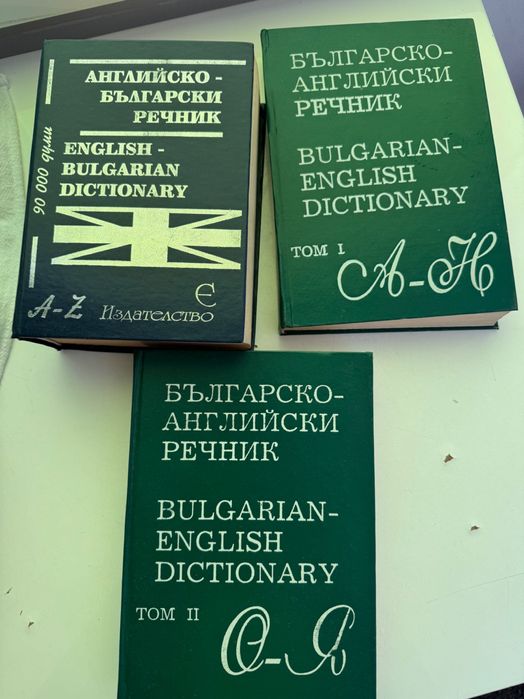 АНГЛИЙСКО -
БЪЛГАРСКИ
РЕЧНИК
ENGLISH -
BULGARIAN
DICTIONARY
90 000 думи
A-Z
Є
Издателство
БЪЛГАРСКО-
АНГЛИЙСКИ
РЕЧНИК
BULGARIAN-
ENGLISH
DICTIONARY
ТОМ I
А-Н
БЪЛГАРСКО-
АНГЛИЙСКИ
РЕЧНИК
BULGARIAN-
ENGLISH
DICTIONARY
ТОМ II
О-Я